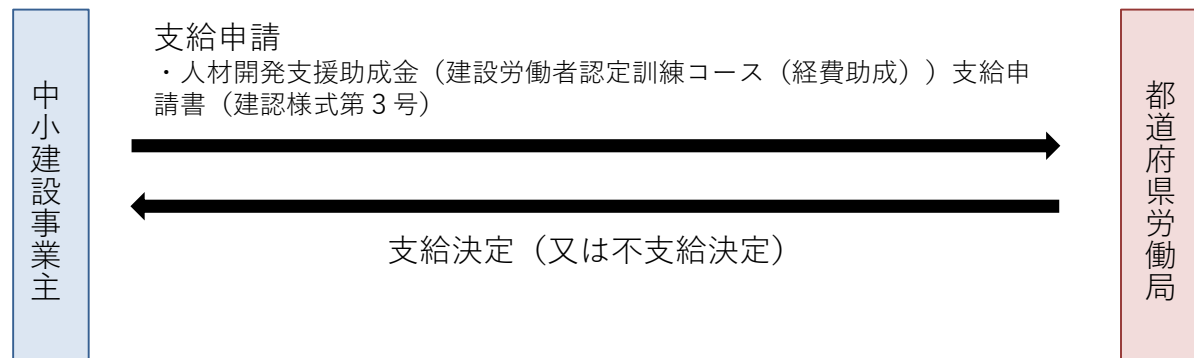 中小建設事業主
支給申請
・人材開発支援助成金（建設労働者認定訓練コース（経費助成））支給申
請書（建認様式第３号）
支給決定（又は不支給決定）
都道府県労働局